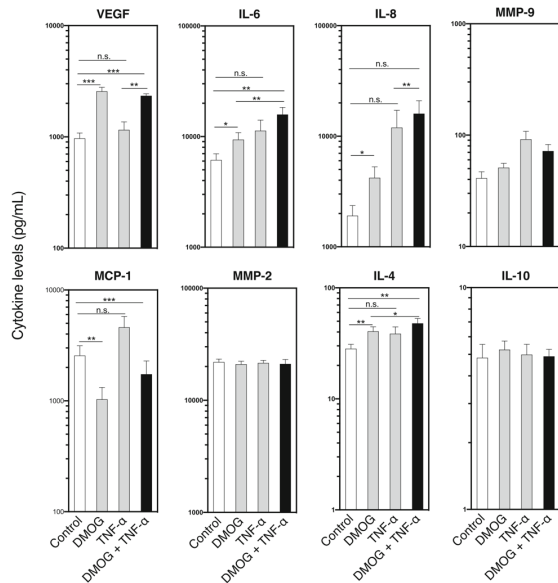 VEGF
IL-6
IL-8
MMP-9
Cytokine levels (pg/mL)
10000
1000
100
n.s.
***
***
**
100000
10000
1000
n.s.
**
**
*
100000
10000
1000
n.s.
**
n.s.
*
1000
100
10
MCP-1
MMP-2
IL-4
IL-10
10000
1000
100
***
n.s.
**
100000
10000
1000
100
10
1
**
n.s.
*
**
10
1
Control
DMOG
TNF-α
DMOG + TNF-α
Control
DMOG
TNF-α
DMOG + TNF-α
Control
DMOG
TNF-α
DMOG + TNF-α
Control
DMOG
TNF-α
DMOG + TNF-α